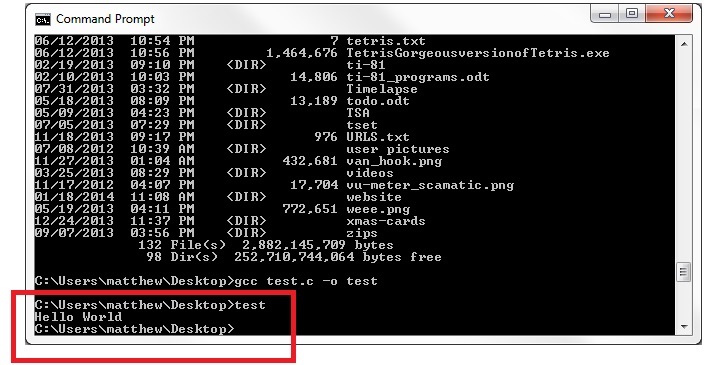 Command Prompt
06/12/2013  10:54 PM                 7 tetris.txt
06/12/2013  10:56 PM         1,464,676 TetrisGorgeousversionofTetris.exe
02/19/2013  09:10 PM    <DIR>          ti-81
02/10/2013  10:03 PM            14,806 ti-81_programs.odt
07/31/2013  03:32 PM    <DIR>          Timelapse
05/18/2013  08:09 PM            13,189 todo.odt
05/09/2013  04:23 PM    <DIR>          TSA
07/05/2013  07:29 PM    <DIR>          tset
11/18/2013  09:17 PM               976 URLS.txt
07/08/2012  10:39 AM    <DIR>          user pictures
11/27/2013  01:04 AM           432,681 van_hook.png
03/25/2013  08:29 PM    <DIR>          videos
11/17/2012  04:07 PM            17,704 vu-meter_scamatic.png
01/18/2014  11:08 AM    <DIR>          website
05/19/2013  04:11 PM           772,651 weee.png
12/24/2013  11:37 PM    <DIR>          xmas-cards
09/07/2013  03:56 PM    <DIR>          zips
132 File(s)  2,882,145,709 bytes
98 Dir(s)  252,710,744,064 bytes free
C:\Users\matthew\Desktop>gcc test.c -o test
C:\Users\matthew\Desktop>test
Hello World
C:\Users\matthew\Desktop>